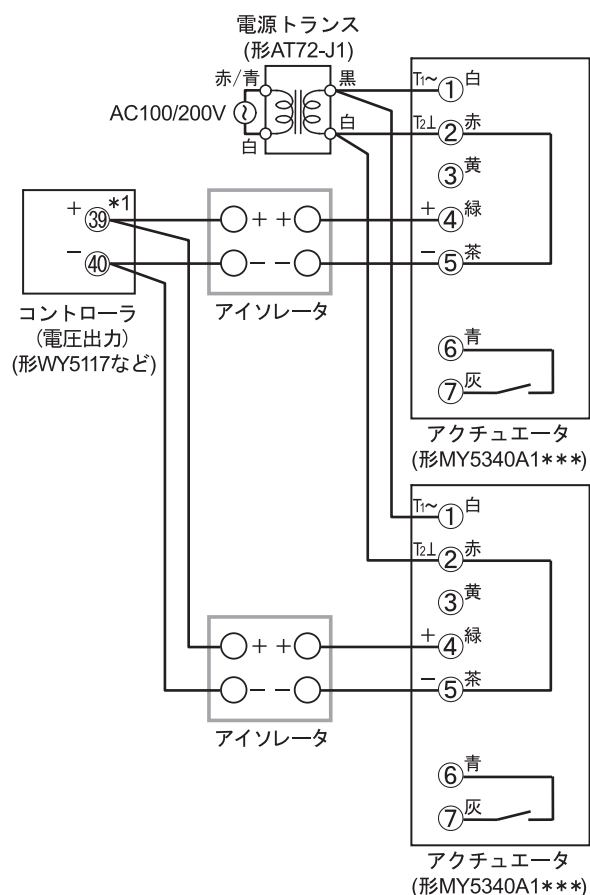 電源トランス
(形AT72-J1)
赤/青
黒
AC100/200V
白
白
T1~ ① 白
T2⊥ ② 赤
③ 黄
+ ④ 緑
− ⑤ 茶
⑥ 青
⑦ 灰
アクチュエータ
(形MY5340A1***)
+ ㊴ *1
− ㊵
コントローラ
(電圧出力)
(形WY5117など)
+ +
− −
アイソレータ
T1~ ① 白
T2⊥ ② 赤
③ 黄
+ ④ 緑
− ⑤ 茶
⑥ 青
⑦ 灰
アクチュエータ
(形MY5340A1***)
+ +
− −
アイソレータ